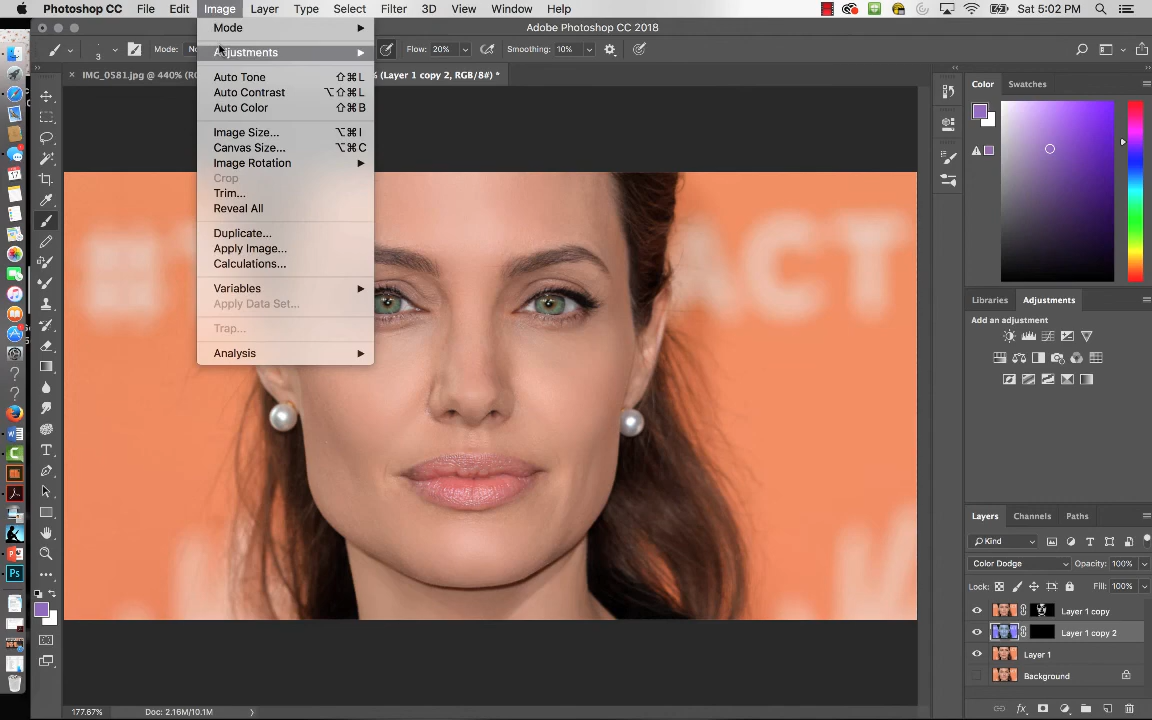 Photoshop CC File Edit Image Layer Type Select Filter 3D View Window Help Sat 5:02 PM
Adobe Photoshop CC 2018
Mode: Flow: 20% Smoothing: 10%
3
IMG_0581.jpg @ 440% (Layer 1 copy 2, RGB/8#) *
Mode
Adjustments
Auto Tone ⇧⌘L
Auto Contrast ⌥⇧⌘L
Auto Color ⇧⌘B
Image Size... ⌥⌘I
Canvas Size... ⌥⌘C
Image Rotation
Crop
Trim...
Reveal All
Duplicate...
Apply Image...
Calculations...
Variables
Apply Data Set...
Trap...
Analysis
ACT
Color Swatches
Libraries Adjustments
Add an adjustment
Layers Channels Paths
Kind
Color Dodge Opacity: 100%
Lock: Fill: 100%
Layer 1 copy
Layer 1 copy 2
Layer 1
Background
177.67% Doc: 2.16M/10.1M